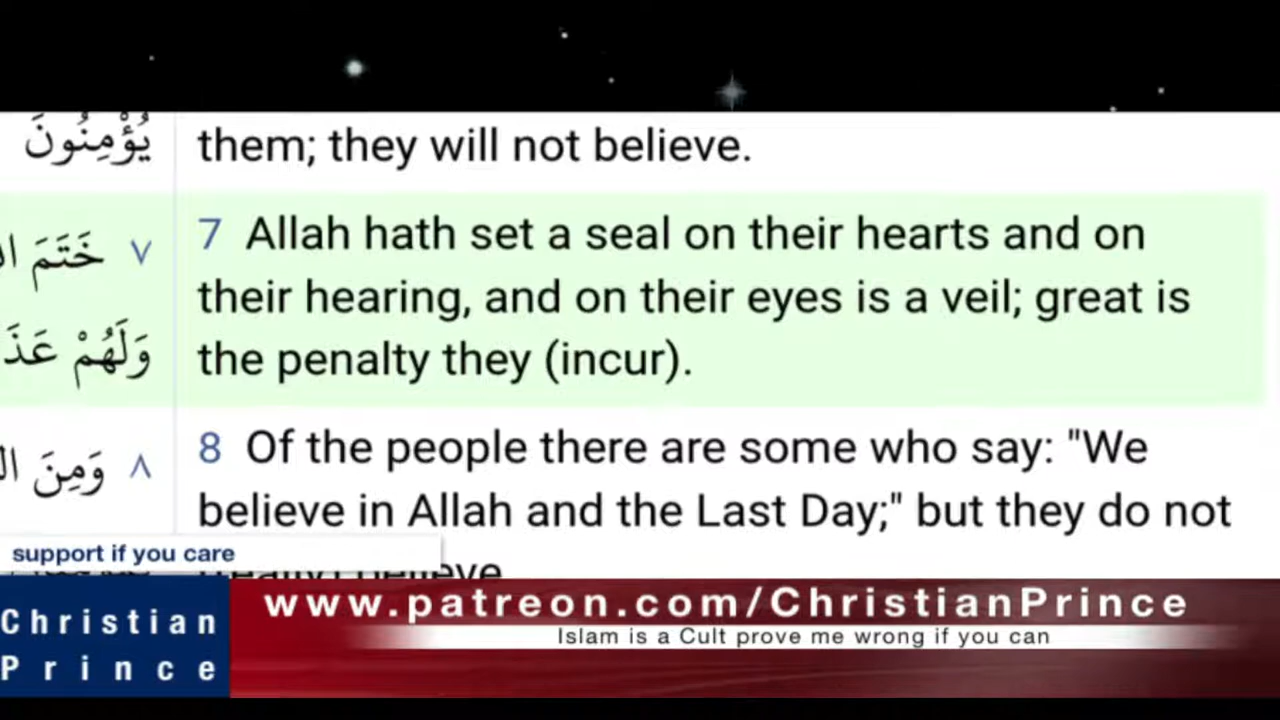 يُؤْمِنُونَ
them; they will not believe.
٧ خَتَمَ
7 Allah hath set a seal on their hearts and on
their hearing, and on their eyes is a veil; great is
وَلَهُمْ
the penalty they (incur).
٨ وَمِنَ
8 Of the people there are some who say: "We
believe in Allah and the Last Day;" but they do not
support if you care
believe
Christian
Prince
www.patreon.com/ChristianPrince
Islam is a Cult prove me wrong if you can